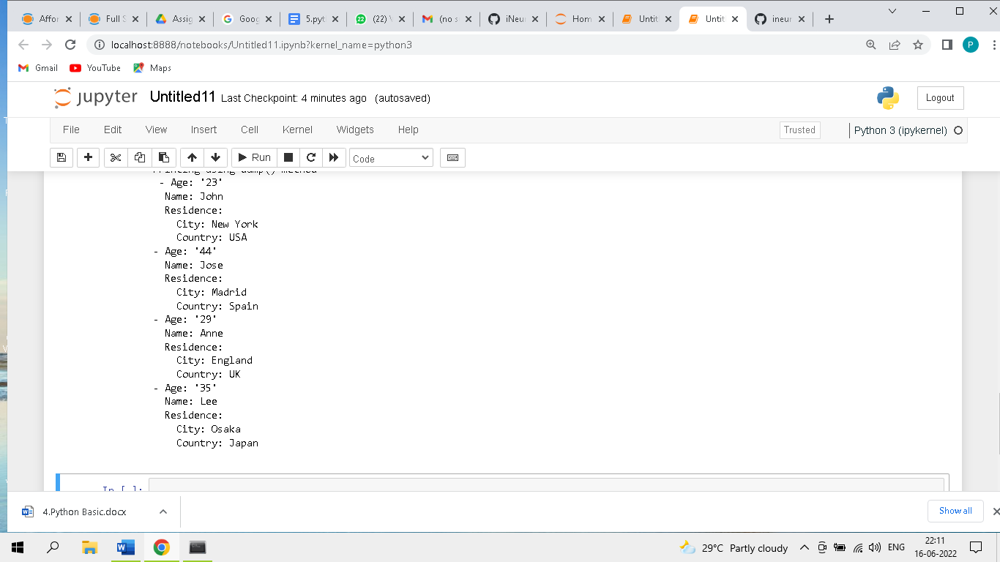 Affor
Full S
Assig
Goog
5.pyt
(22)
(no s
iNeur
Hom
Untit
Untit
ineur
localhost:8888/notebooks/Untitled11.ipynb?kernel_name=python3
P
Gmail YouTube Maps
jupyter Untitled11 Last Checkpoint: 4 minutes ago (autosaved)
Logout
File Edit View Insert Cell Kernel Widgets Help
Trusted Python 3 (ipykernel)
Run Code
Printing using dump() method
- Age: '23'
Name: John
Residence:
City: New York
Country: USA
- Age: '44'
Name: Jose
Residence:
City: Madrid
Country: Spain
- Age: '29'
Name: Anne
Residence:
City: England
Country: UK
- Age: '35'
Name: Lee
Residence:
City: Osaka
Country: Japan
In [ ]:
4.Python Basic.docx
Show all
29°C Partly cloudy
ENG
22:11
16-06-2022